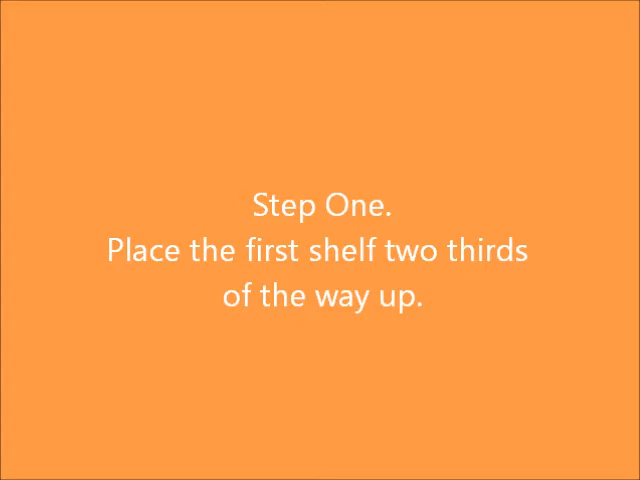 Step One.
Place the first shelf two thirds
of the way up.